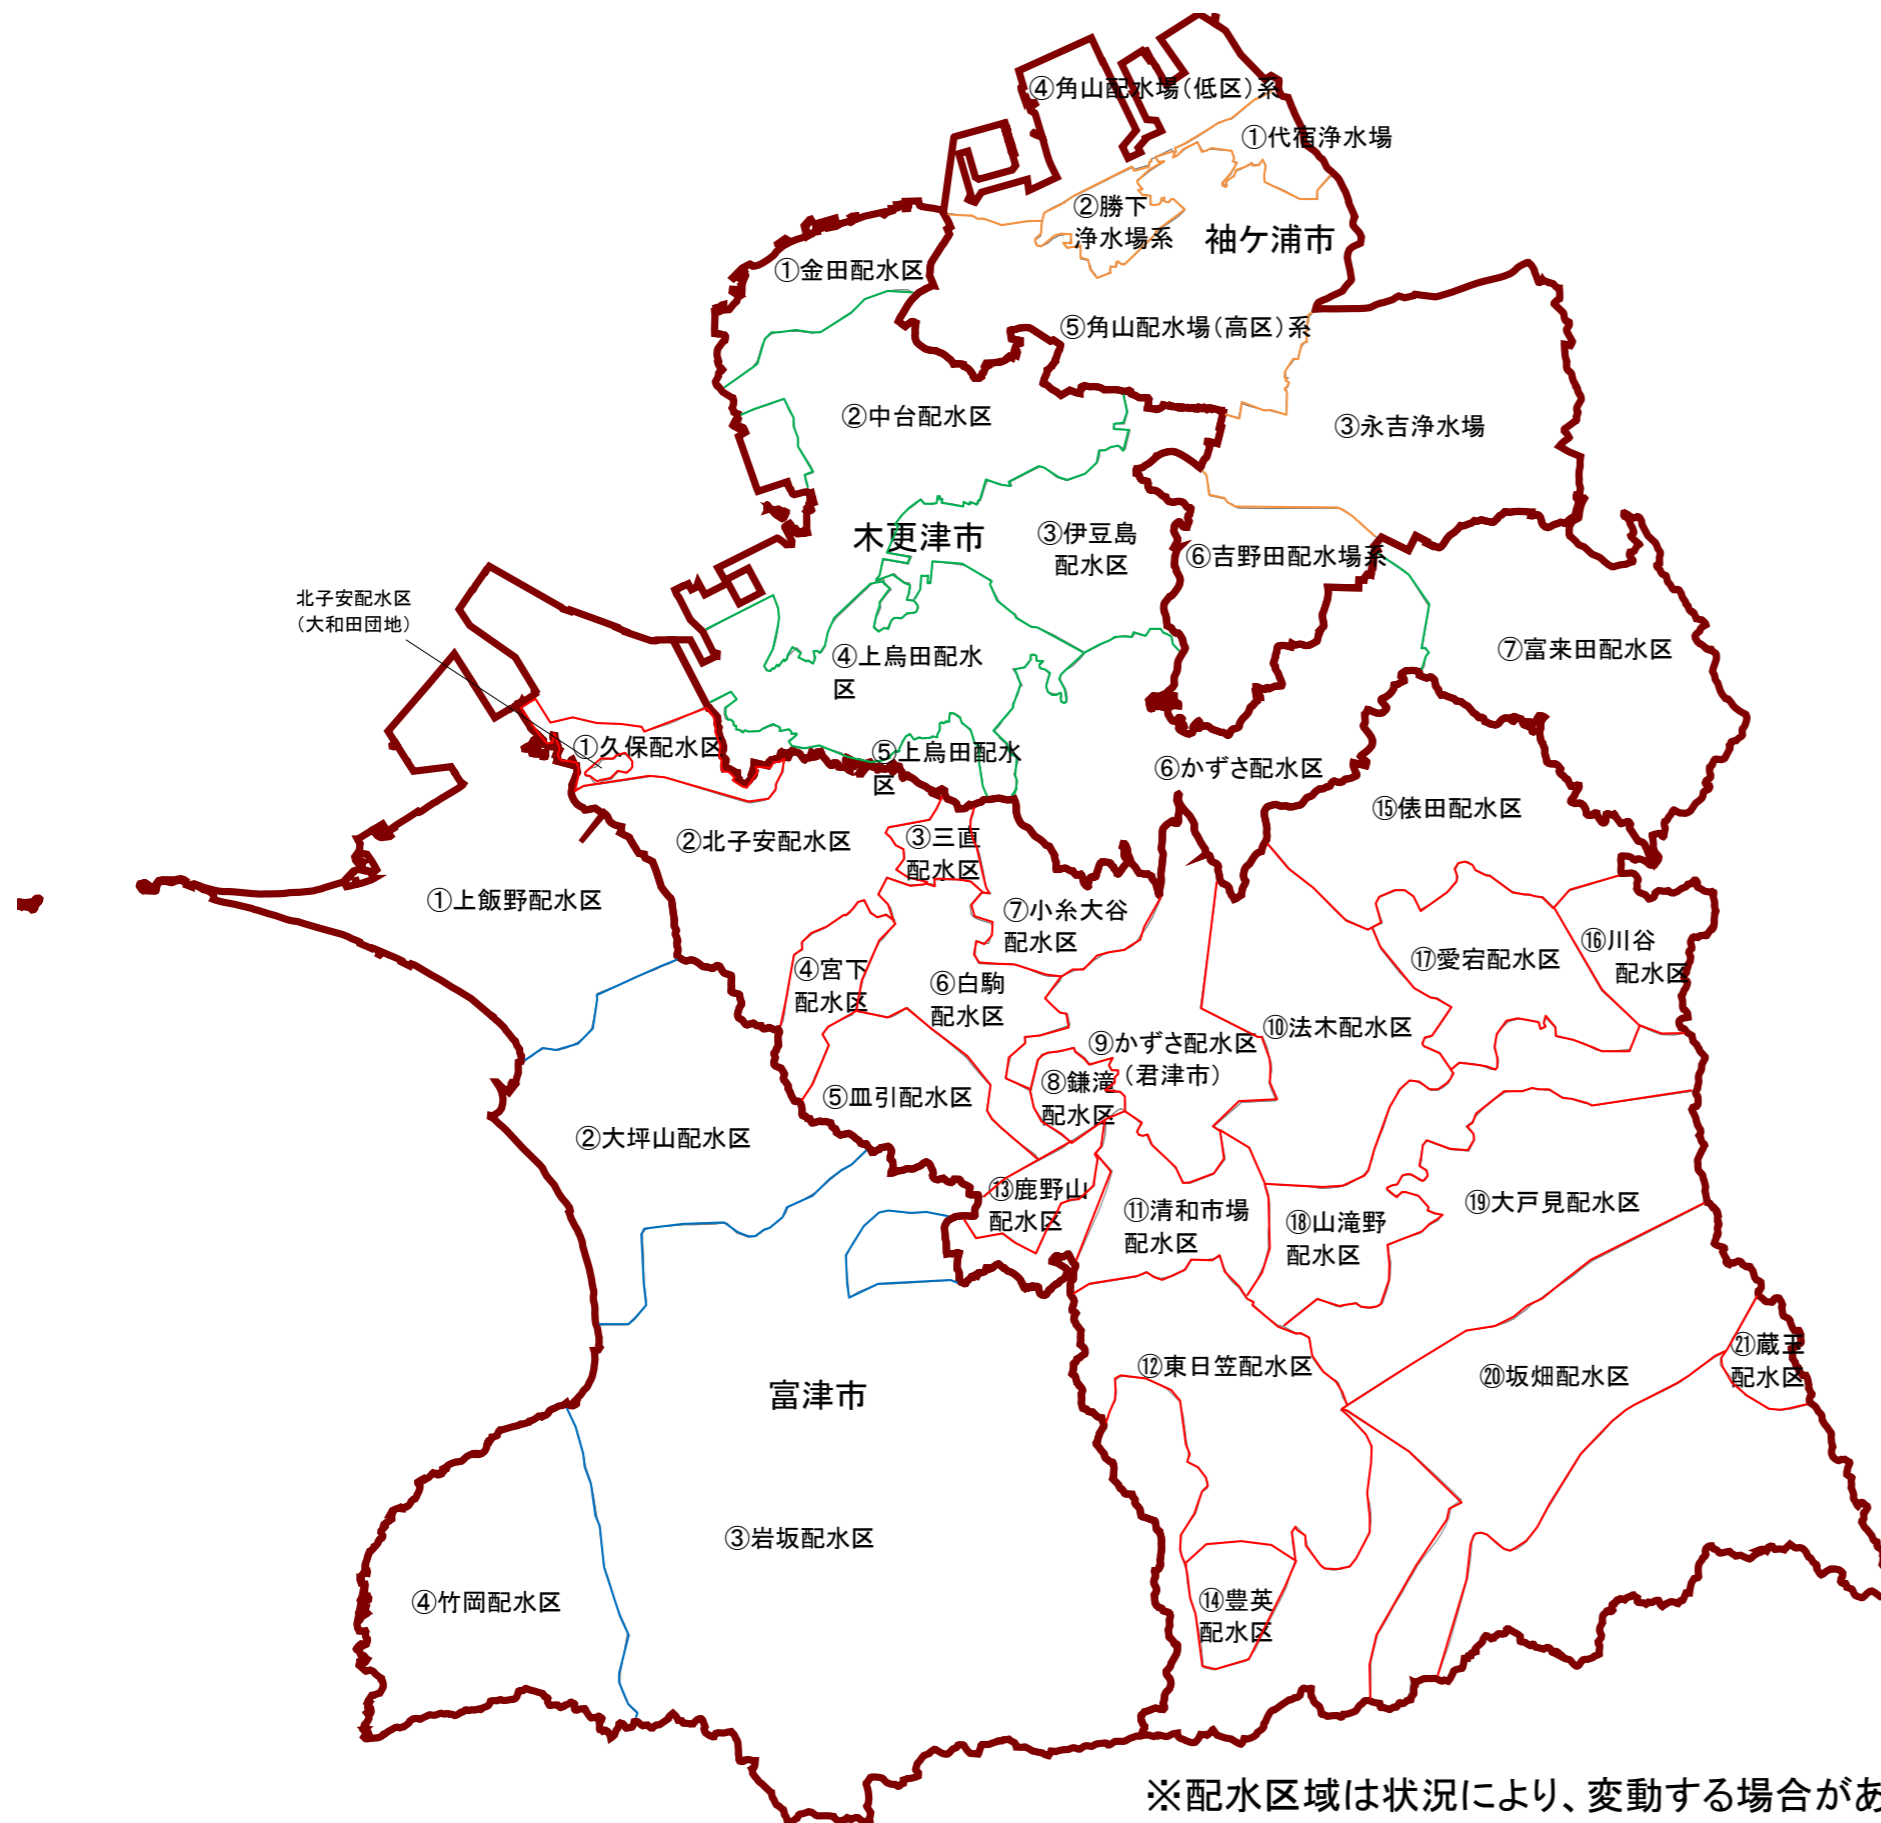 ④角山配水場(低区)系
①代宿浄水場
②勝下
浄水場系
袖ケ浦市
①金田配水区
⑤角山配水場(高区)系
②中台配水区
③永吉浄水場
木更津市
③伊豆島
配水区
⑥吉野田配水場系
北子安配水区
(大和田団地)
④上烏田配水
区
⑦富来田配水区
①久保配水区
⑤上烏田配水
区
⑥かずさ配水区
⑮俵田配水区
②北子安配水区
③三直
配水区
①上飯野配水区
⑦小糸大谷
配水区
⑯川谷
配水区
⑰愛宕配水区
④宮下
配水区
⑥白駒
配水区
⑩法木配水区
⑨かずさ配水区
(君津市)
⑧鎌滝
配水区
⑤皿引配水区
②大坪山配水区
⑬鹿野山
配水区
⑪清和市場
配水区
⑱山滝野
配水区
⑲大戸見配水区
㉑蔵玉
配水区
⑫東日笠配水区
⑳坂畑配水区
富津市
③岩坂配水区
④竹岡配水区
⑭豊英
配水区
※配水区域は状況により、変動する場合があ